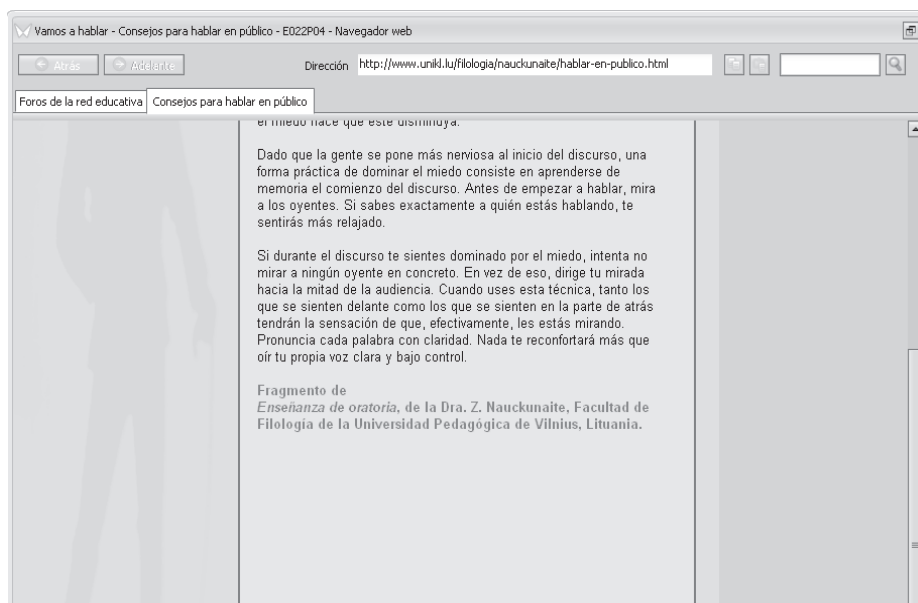 Vamos a hablar - Consejos para hablar en público - E022P04 - Navegador web
Atrás Adelante Dirección http://www.unikl.lu/filologia/nauckunaite/hablar-en-publico.html
Foros de la red educativa Consejos para hablar en público
el miedo hace que este disminuya.
Dado que la gente se pone más nerviosa al inicio del discurso, una
forma práctica de dominar el miedo consiste en aprenderse de
memoria el comienzo del discurso. Antes de empezar a hablar, mira
a los oyentes. Si sabes exactamente a quién estás hablando, te
sentirás más relajado.
Si durante el discurso te sientes dominado por el miedo, intenta no
mirar a ningún oyente en concreto. En vez de eso, dirige tu mirada
hacia la mitad de la audiencia. Cuando uses esta técnica, tanto los
que se sienten delante como los que se sienten en la parte de atrás
tendrán la sensación de que, efectivamente, les estás mirando.
Pronuncia cada palabra con claridad. Nada te reconfortará más que
oír tu propia voz clara y bajo control.
Fragmento de
Enseñanza de oratoria, de la Dra. Z. Nauckunaite, Facultad de
Filología de la Universidad Pedagógica de Vilnius, Lituania.